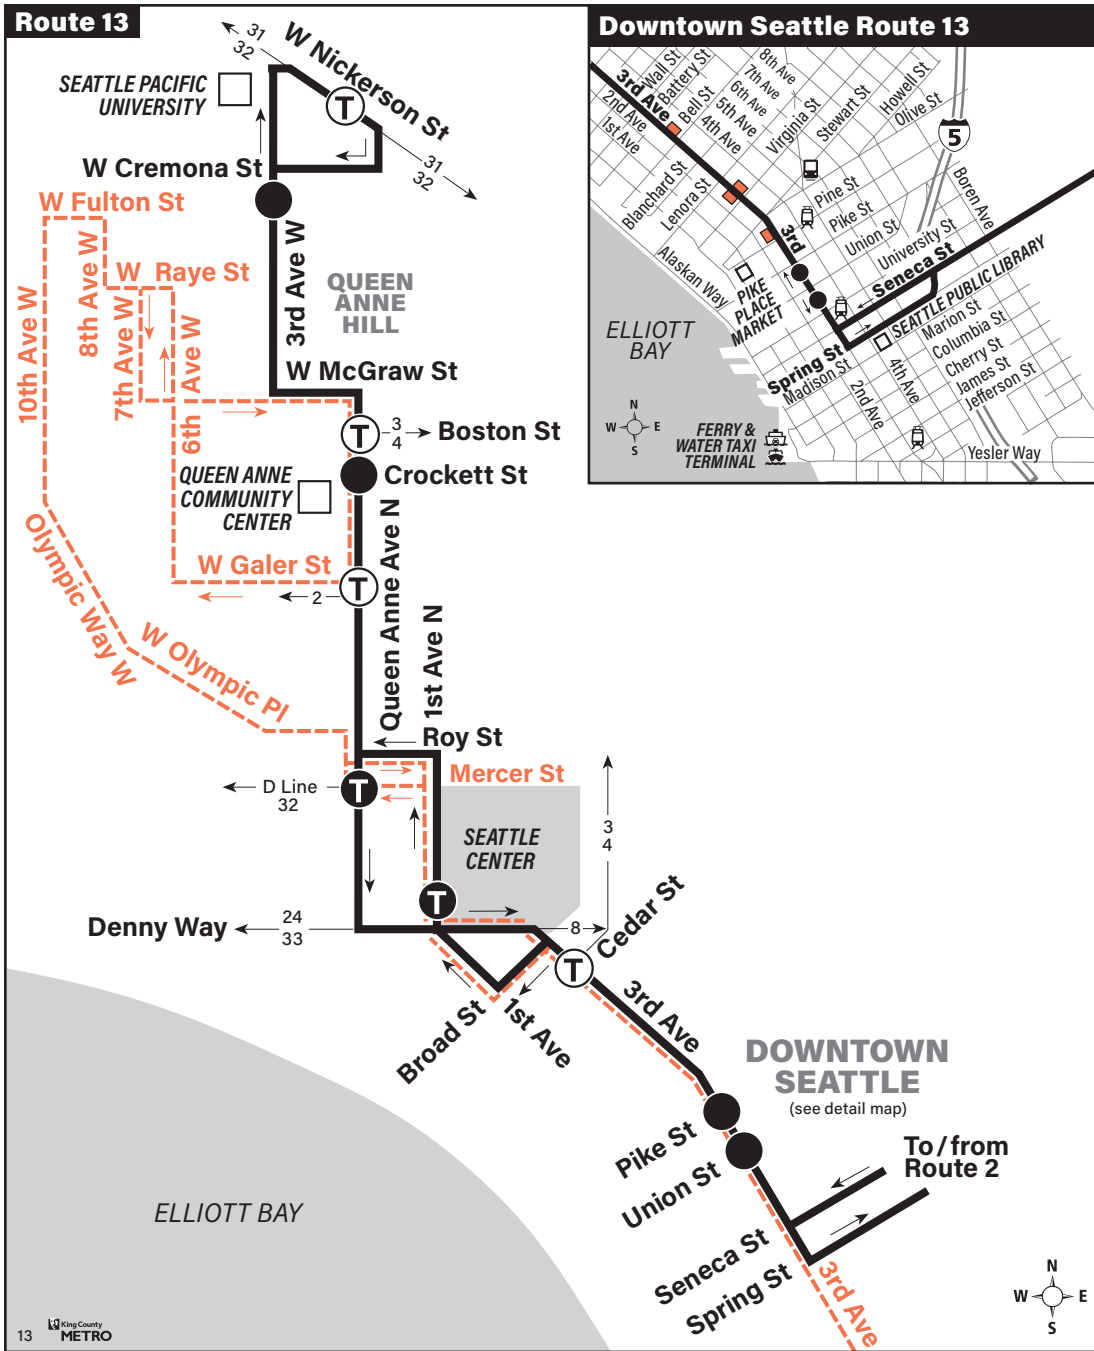 Route 13
31
32
W Nickerson St
SEATTLE PACIFIC
UNIVERSITY
T
W Cremona St
31
32
W Fulton St
W Raye St
8th Ave W
7th Ave W
6th Ave W
10th Ave W
3rd Ave W
QUEEN
ANNE
HILL
W McGraw St
T
3
4
Boston St
Crockett St
QUEEN ANNE
COMMUNITY
CENTER
W Galer St
2
T
Queen Anne Ave N
1st Ave N
Olympic Way W
W Olympic Pl
Roy St
Mercer St
D Line
32
T
SEATTLE
CENTER
3
4
T
Denny Way
24
33
8
Cedar St
T
Broad St
1st Ave
3rd Ave
DOWNTOWN
SEATTLE
(see detail map)
Pike St
Union St
To/from
Route 2
Seneca St
Spring St
3rd Ave
ELLIOTT BAY
N
W
E
S
13
King County
METRO
Downtown Seattle Route 13
3rd Ave
2nd Ave
1st Ave
Wall St
Battery St
Bell St
8th Ave
7th Ave
6th Ave
5th Ave
4th Ave
Virginia St
Stewart St
Howell St
Olive St
5
Blanchard St
Lenora St
Pine St
Pike St
Union St
University St
Boren Ave
3rd
Seneca St
Alaskan Way
PIKE
PLACE
MARKET
SEATTLE PUBLIC LIBRARY
ELLIOTT
BAY
Spring St
Madison St
Marion St
Columbia St
Cherry St
James St
Jefferson St
2nd Ave
4th Ave
N
W
E
S
FERRY &
WATER TAXI
TERMINAL
Yesler Way